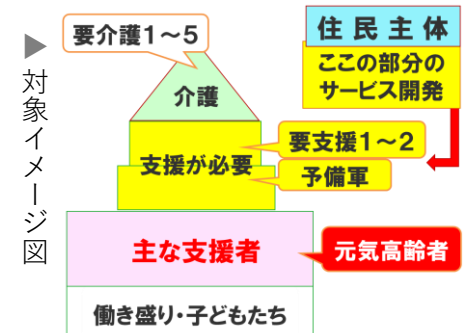 ▶対象イメージ図
要介護1～5
住民主体
ここの部分の
サービス開発
介護
支援が必要
要支援1～2
予備軍
主な支援者
元気高齢者
働き盛り・子どもたち